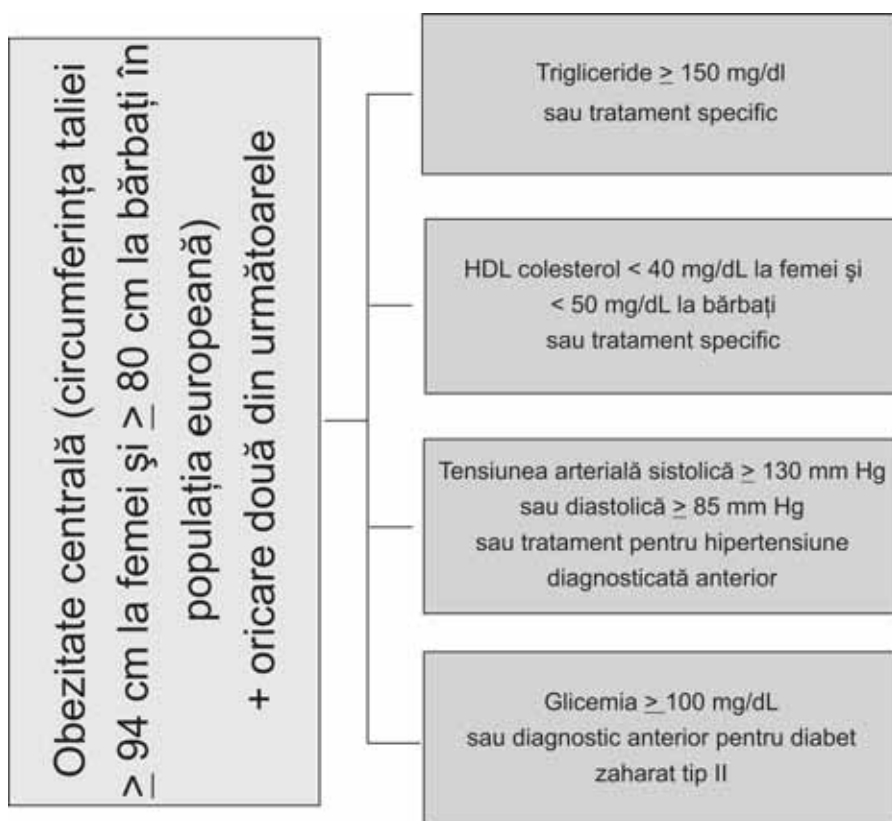 Obezitate centrală (circumferința taliei
≥ 94 cm la femei şi ≥ 80 cm la bărbați în
populația europeană)
+ oricare două din următoarele
Trigliceride ≥ 150 mg/dl
sau tratament specific
HDL colesterol < 40 mg/dL la femei şi
< 50 mg/dL la bărbați
sau tratament specific
Tensiunea arterială sistolică ≥ 130 mm Hg
sau diastolică ≥ 85 mm Hg
sau tratament pentru hipertensiune
diagnosticată anterior
Glicemia ≥ 100 mg/dL
sau diagnostic anterior pentru diabet
zaharat tip II